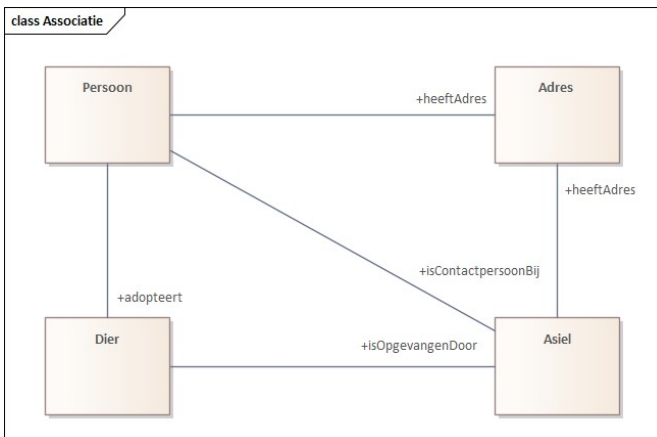 class Associatie
Persoon
Adres
+heeftAdres
+heeftAdres
+isContactpersoonBij
+adopteert
Dier
+isOpgevangenDoor
Asiel